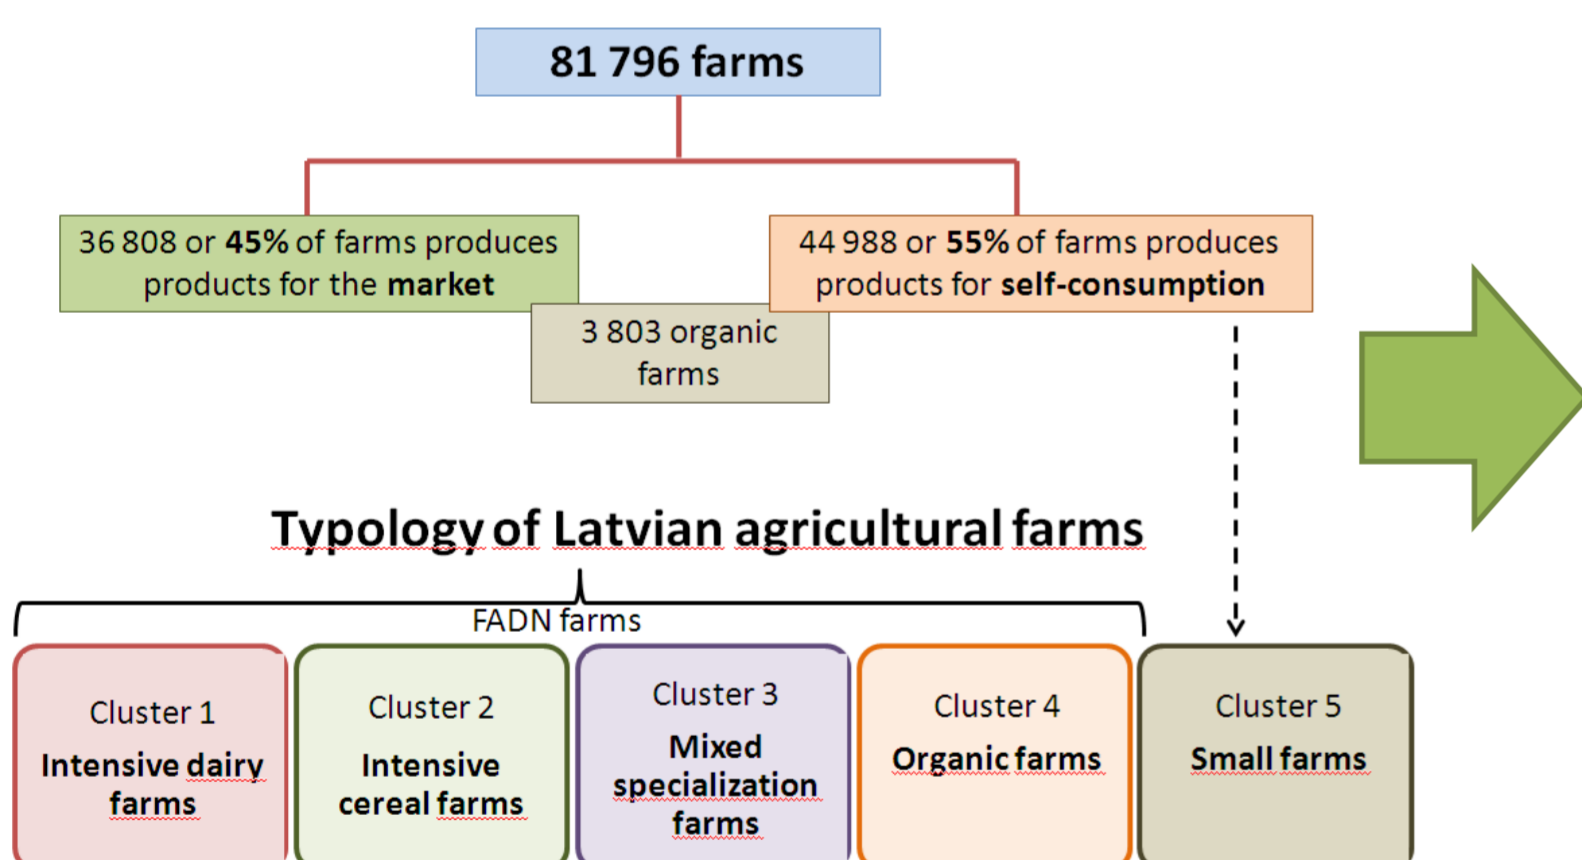 81 796 farms
36 808 or 45% of farms produces
products for the market
44 988 or 55% of farms produces
products for self-consumption
3 803 organic
farms
Typology of Latvian agricultural farms
FADN farms
Cluster 1
Intensive dairy
farms
Cluster 2
Intensive
cereal farms
Cluster 3
Mixed
specialization
farms
Cluster 4
Organic farms
Cluster 5
Small farms